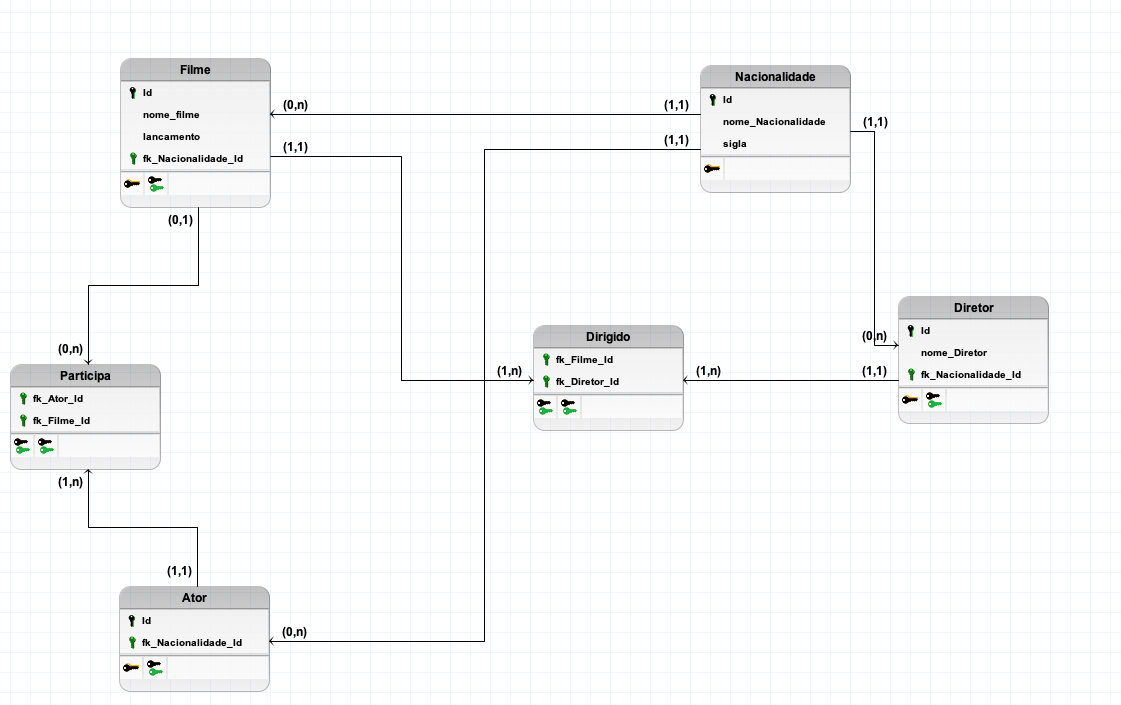 Filme
Id
nome_filme
lancamento
fk_Nacionalidade_Id
(0,n)
(1,1)
(0,1)
Nacionalidade
Id
nome_Nacionalidade
sigla
(1,1)
(1,1)
(1,1)
Dirigido
fk_Filme_Id
fk_Diretor_Id
(1,n)
(1,n)
Diretor
Id
nome_Diretor
fk_Nacionalidade_Id
(0,n)
(1,1)
(0,n)
Participa
fk_Ator_Id
fk_Filme_Id
(1,n)
(1,1)
Ator
Id
fk_Nacionalidade_Id
(0,n)